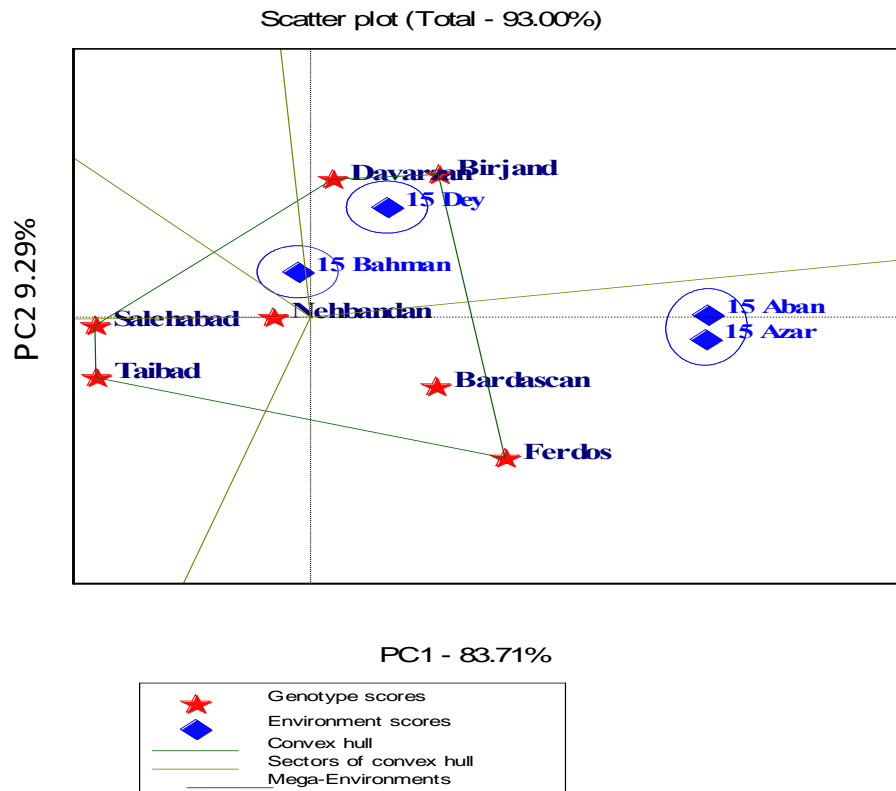 Scatter plot (Total - 93.00%)
Davarzan
Birjand
15 Dey
15 Bahman
Nehbandan
15 Aban
Salehabad
15 Azar
Taibad
Bardascan
Ferdos
PC2 9.29%
PC1 - 83.71%
Genotype scores
Environment scores
Convex hull
Sectors of convex hull
Mega-Environments